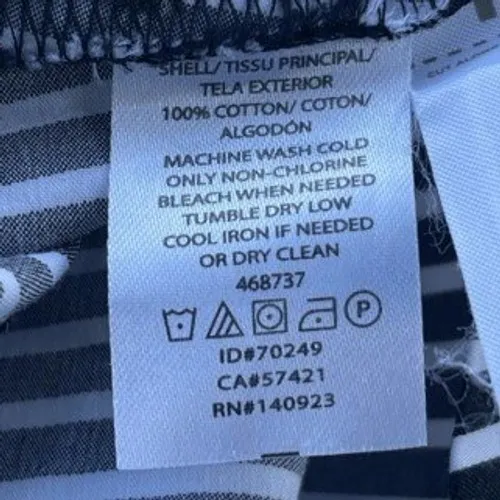 SHELL/ TISSU PRINCIPAL/
TELA EXTERIOR
100% COTTON/ COTON/
ALGODÓN
MACHINE WASH COLD
ONLY NON-CHLORINE
BLEACH WHEN NEEDED
TUMBLE DRY LOW
COOL IRON IF NEEDED
OR DRY CLEAN
468737
P
ID#70249
CA#57421
RN#140923